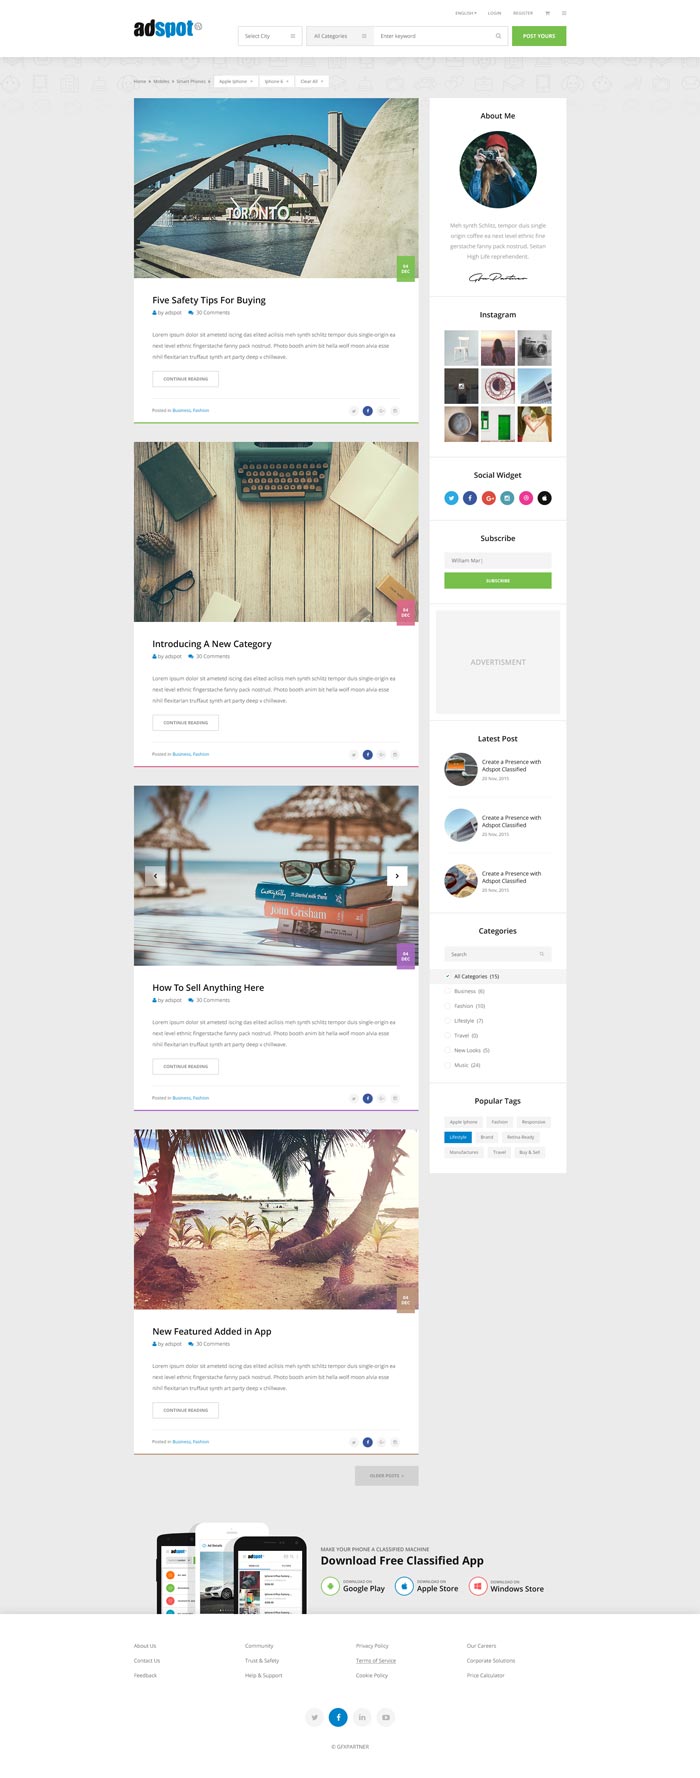 ENGLISH
LOGIN
REGISTER
adspot
Select City
All Categories
Enter keyword
POST YOURS
Home
Mobiles
Smart Phones
Apple Iphone ×
Iphone 6 ×
Clear All ×
TORONTO
04
DEC
Five Safety Tips For Buying
by adspot
30 Comments
Lorem ipsum dolor sit ametetd iscing das elited acilisis meh synth schlitz, tempor duis single-origin ea
next level ethnic fingerstache fanny pack nostrud. Photo booth anim bit hella wolf moon alvia esse
nihil flexitarian truffaut synth art party deep v chillwave.
CONTINUE READING
Posted in Business, Fashion
04
DEC
Introducing A New Category
by adspot
30 Comments
Lorem ipsum dolor sit ametetd iscing das elited acilisis meh synth schlitz, tempor duis single-origin ea
next level ethnic fingerstache fanny pack nostrud. Photo booth anim bit hella wolf moon alvia esse
nihil flexitarian truffaut synth art party deep v chillwave.
CONTINUE READING
Posted in Business, Fashion
John Grisham
04
DEC
How To Sell Anything Here
by adspot
30 Comments
Lorem ipsum dolor sit ametetd iscing das elited acilisis meh synth schlitz, tempor duis single-origin ea
next level ethnic fingerstache fanny pack nostrud. Photo booth anim bit hella wolf moon alvia esse
nihil flexitarian truffaut synth art party deep v chillwave.
CONTINUE READING
Posted in Business, Fashion
04
DEC
New Featured Added in App
by adspot
30 Comments
Lorem ipsum dolor sit ametetd iscing das elited acilisis meh synth schlitz, tempor duis single-origin ea
next level ethnic fingerstache fanny pack nostrud. Photo booth anim bit hella wolf moon alvia esse
nihil flexitarian truffaut synth art party deep v chillwave.
CONTINUE READING
Posted in Business, Fashion
OLDER POSTS >
About Me
Meh synth Schlitz, tempor duis single
origin coffee ea next level ethnic fine
gerstache fanny pack nostrud. Seitan
High Life reprehenderit.
GfxPartner
Instagram
Social Widget
Subscribe
William Mar|
SUBSCRIBE
ADVERTISMENT
Latest Post
Create a Presence with
Adspot Classified
20 Nov, 2015
Create a Presence with
Adspot Classified
20 Nov, 2015
Create a Presence with
Adspot Classified
20 Nov, 2015
Categories
Search
All Categories (15)
Business (6)
Fashion (10)
Lifestyle (7)
Travel (0)
New Looks (5)
Music (24)
Popular Tags
Apple Iphone
Fashion
Responsive
Lifestyle
Brand
Retina Ready
Manufactures
Travel
Buy & Sell
adspot
Ad Details
adspot
MAKE YOUR PHONE A CLASSIFIED MACHINE
Download Free Classified App
DOWNLOAD ON
Google Play
DOWNLOAD ON
Apple Store
DOWNLOAD ON
Windows Store
About Us
Community
Privacy Policy
Our Careers
Contact Us
Trust & Safety
Terms of Service
Corporate Solutions
Feedback
Help & Support
Cookie Policy
Price Calculator
© GFXPARTNER